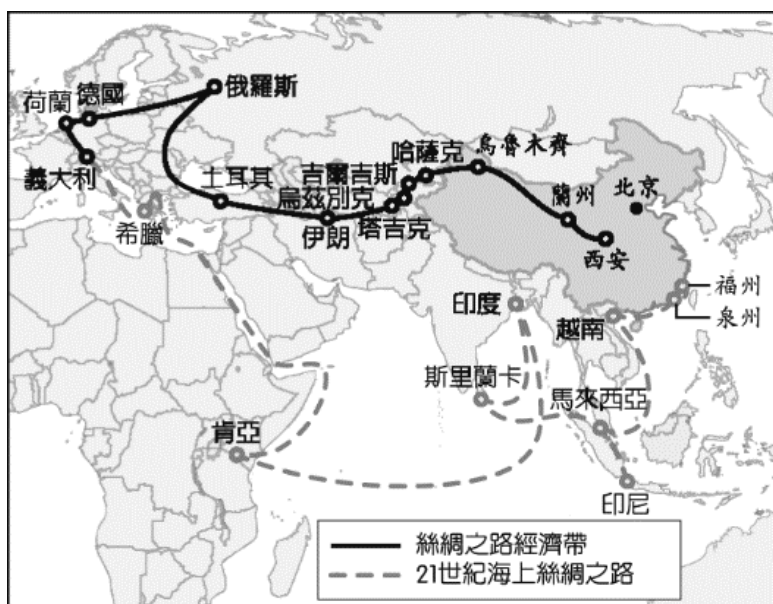 俄羅斯
德國
荷蘭
義大利
希臘
土耳其
伊朗
吉爾吉斯
烏茲別克
塔吉克
哈薩克
烏魯木齊
蘭州
北京
西安
福州
泉州
印度
越南
斯里蘭卡
馬來西亞
肯亞
印尼
絲綢之路經濟帶
21世紀海上絲綢之路